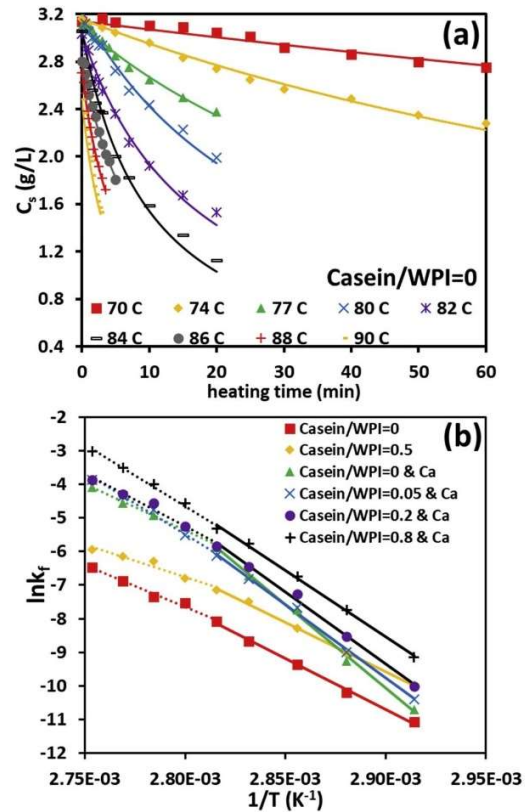 3.2
(a)
2.8
2.4
2.0
1.6
1.2
0.8
0.4
Cs (g/L)
Casein/WPI=0
70 C
74 C
77 C
80 C
82 C
84 C
86 C
88 C
90 C
0
10
20
30
40
50
60
heating time (min)
-2
(b)
-3
-4
-5
-6
-7
-8
-9
-10
-11
-12
lnkf
Casein/WPI=0
Casein/WPI=0.5
Casein/WPI=0 & Ca
Casein/WPI=0.05 & Ca
Casein/WPI=0.2 & Ca
Casein/WPI=0.8 & Ca
2.75E-03
2.80E-03
2.85E-03
2.90E-03
2.95E-03
1/T (K-1)